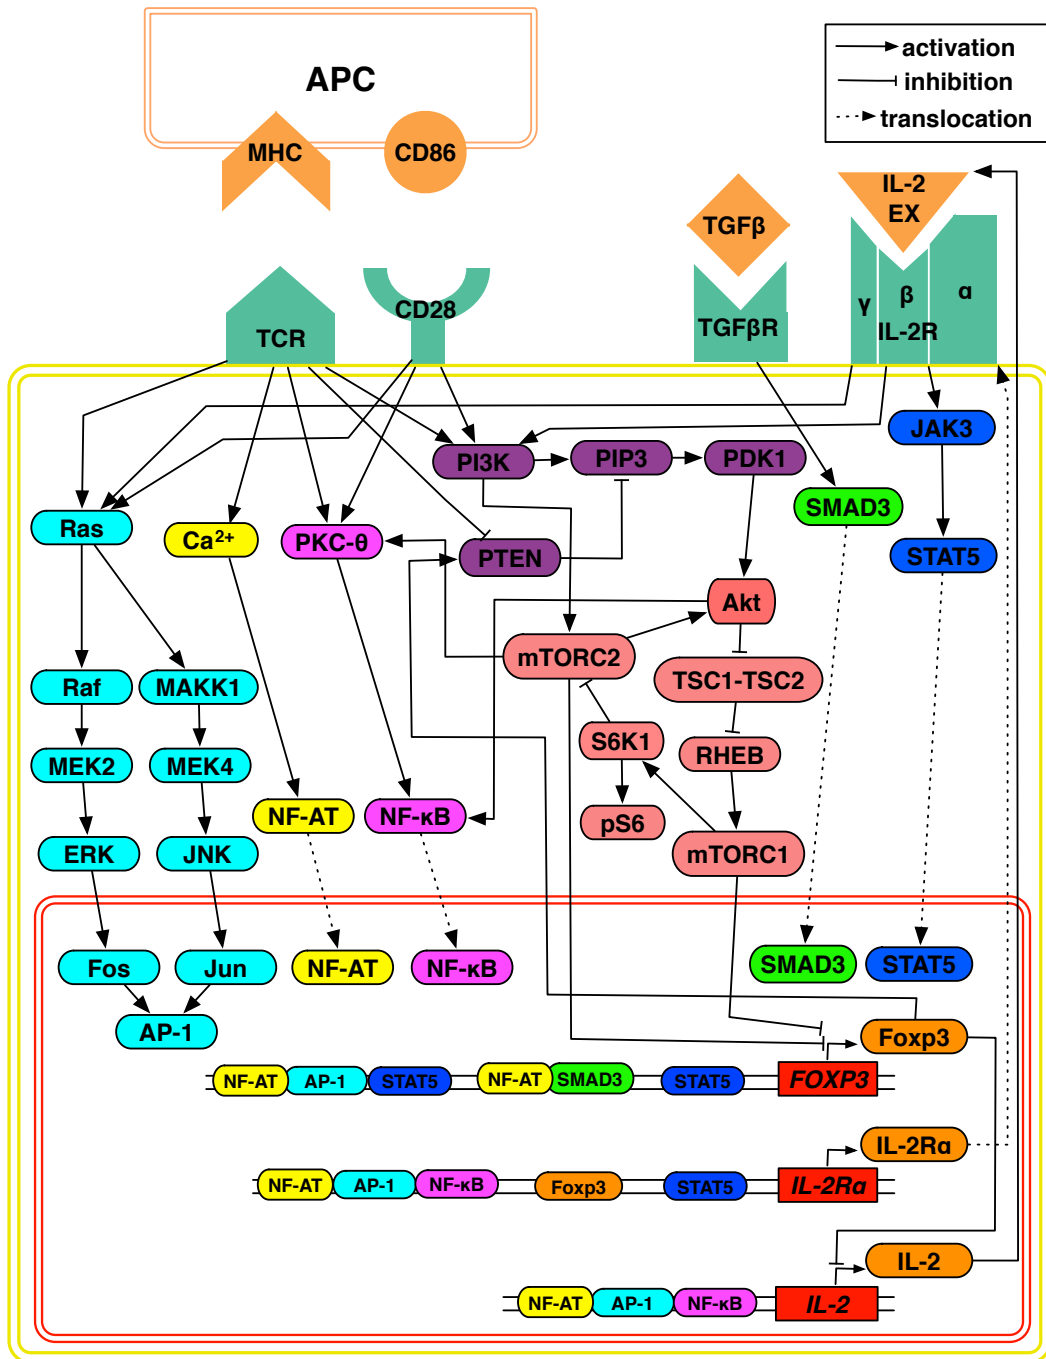 APC
MHC
CD86
activation
inhibition
translocation
IL-2
EX
TGFβ
TCR
CD28
TGFβR
γ
β
α
IL-2R
JAK3
PI3K
PIP3
PDK1
SMAD3
Ras
Ca2+
PKC-θ
PTEN
STAT5
Akt
mTORC2
TSC1-TSC2
Raf
MAKK1
S6K1
RHEB
MEK2
MEK4
NF-AT
NF-κB
pS6
ERK
JNK
mTORC1
Fos
Jun
NF-AT
NF-κB
SMAD3
STAT5
AP-1
Foxp3
NF-AT
AP-1
STAT5
NF-AT
SMAD3
STAT5
FOXP3
IL-2Rα
NF-AT
AP-1
NF-κB
Foxp3
STAT5
IL-2Rα
IL-2
NF-AT
AP-1
NF-κB
IL-2